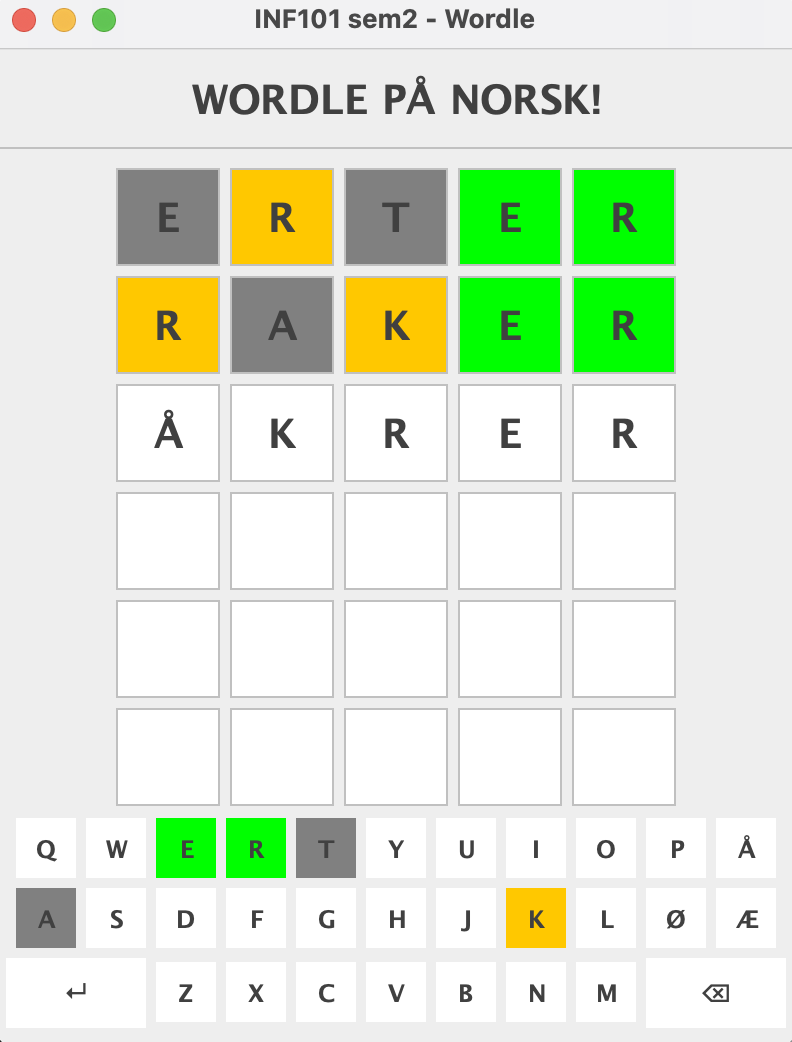 INF101 sem2 - Wordle
WORDLE PÅ NORSK!
E R T E R
R A K E R
Å K R E R
Q W E R T Y U I O P Å
A S D F G H J K L Ø Æ
Z X C V B N M